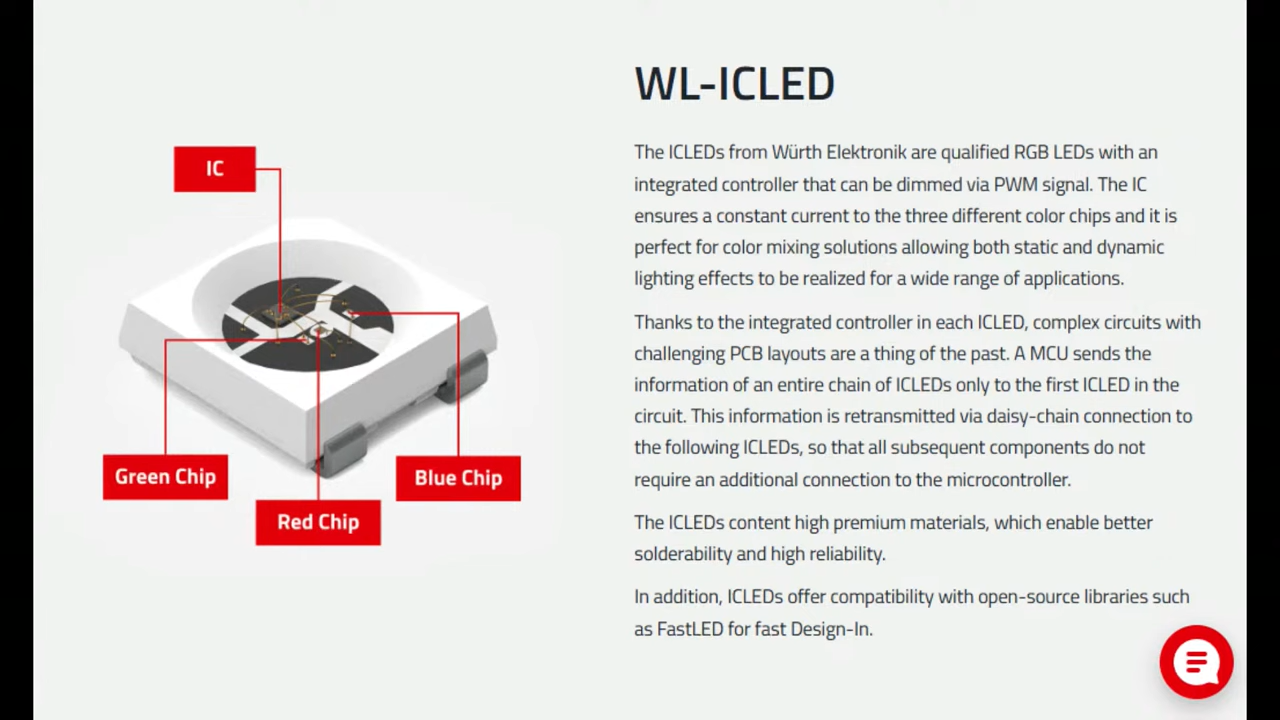 WL-ICLED
The ICLEDs from Würth Elektronik are qualified RGB LEDs with an
integrated controller that can be dimmed via PWM signal. The IC
ensures a constant current to the three different color chips and it is
perfect for color mixing solutions allowing both static and dynamic
lighting effects to be realized for a wide range of applications.
Thanks to the integrated controller in each ICLED, complex circuits with
challenging PCB layouts are a thing of the past. A MCU sends the
information of an entire chain of ICLEDs only to the first ICLED in the
circuit. This information is retransmitted via daisy-chain connection to
the following ICLEDs, so that all subsequent components do not
require an additional connection to the microcontroller.
The ICLEDs content high premium materials, which enable better
solderability and high reliability.
In addition, ICLEDs offer compatibility with open-source libraries such
as FastLED for fast Design-In.
IC
Green Chip
Red Chip
Blue Chip